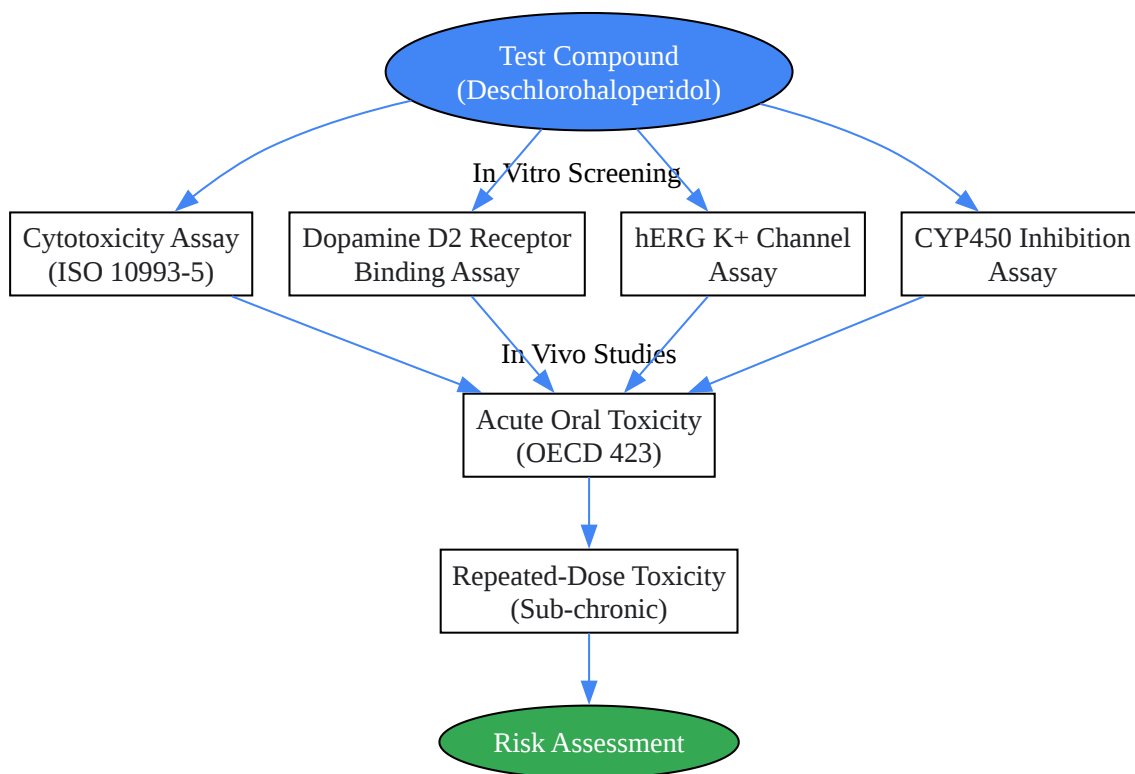 Test Compound
(Deschlorohaloperidol)
In Vitro Screening
Cytotoxicity Assay
(ISO 10993-5)
Dopamine D2 Receptor
Binding Assay
hERG K+ Channel
Assay
CYP450 Inhibition
Assay
In Vivo Studies
Acute Oral Toxicity
(OECD 423)
Repeated-Dose Toxicity
(Sub-chronic)
Risk Assessment